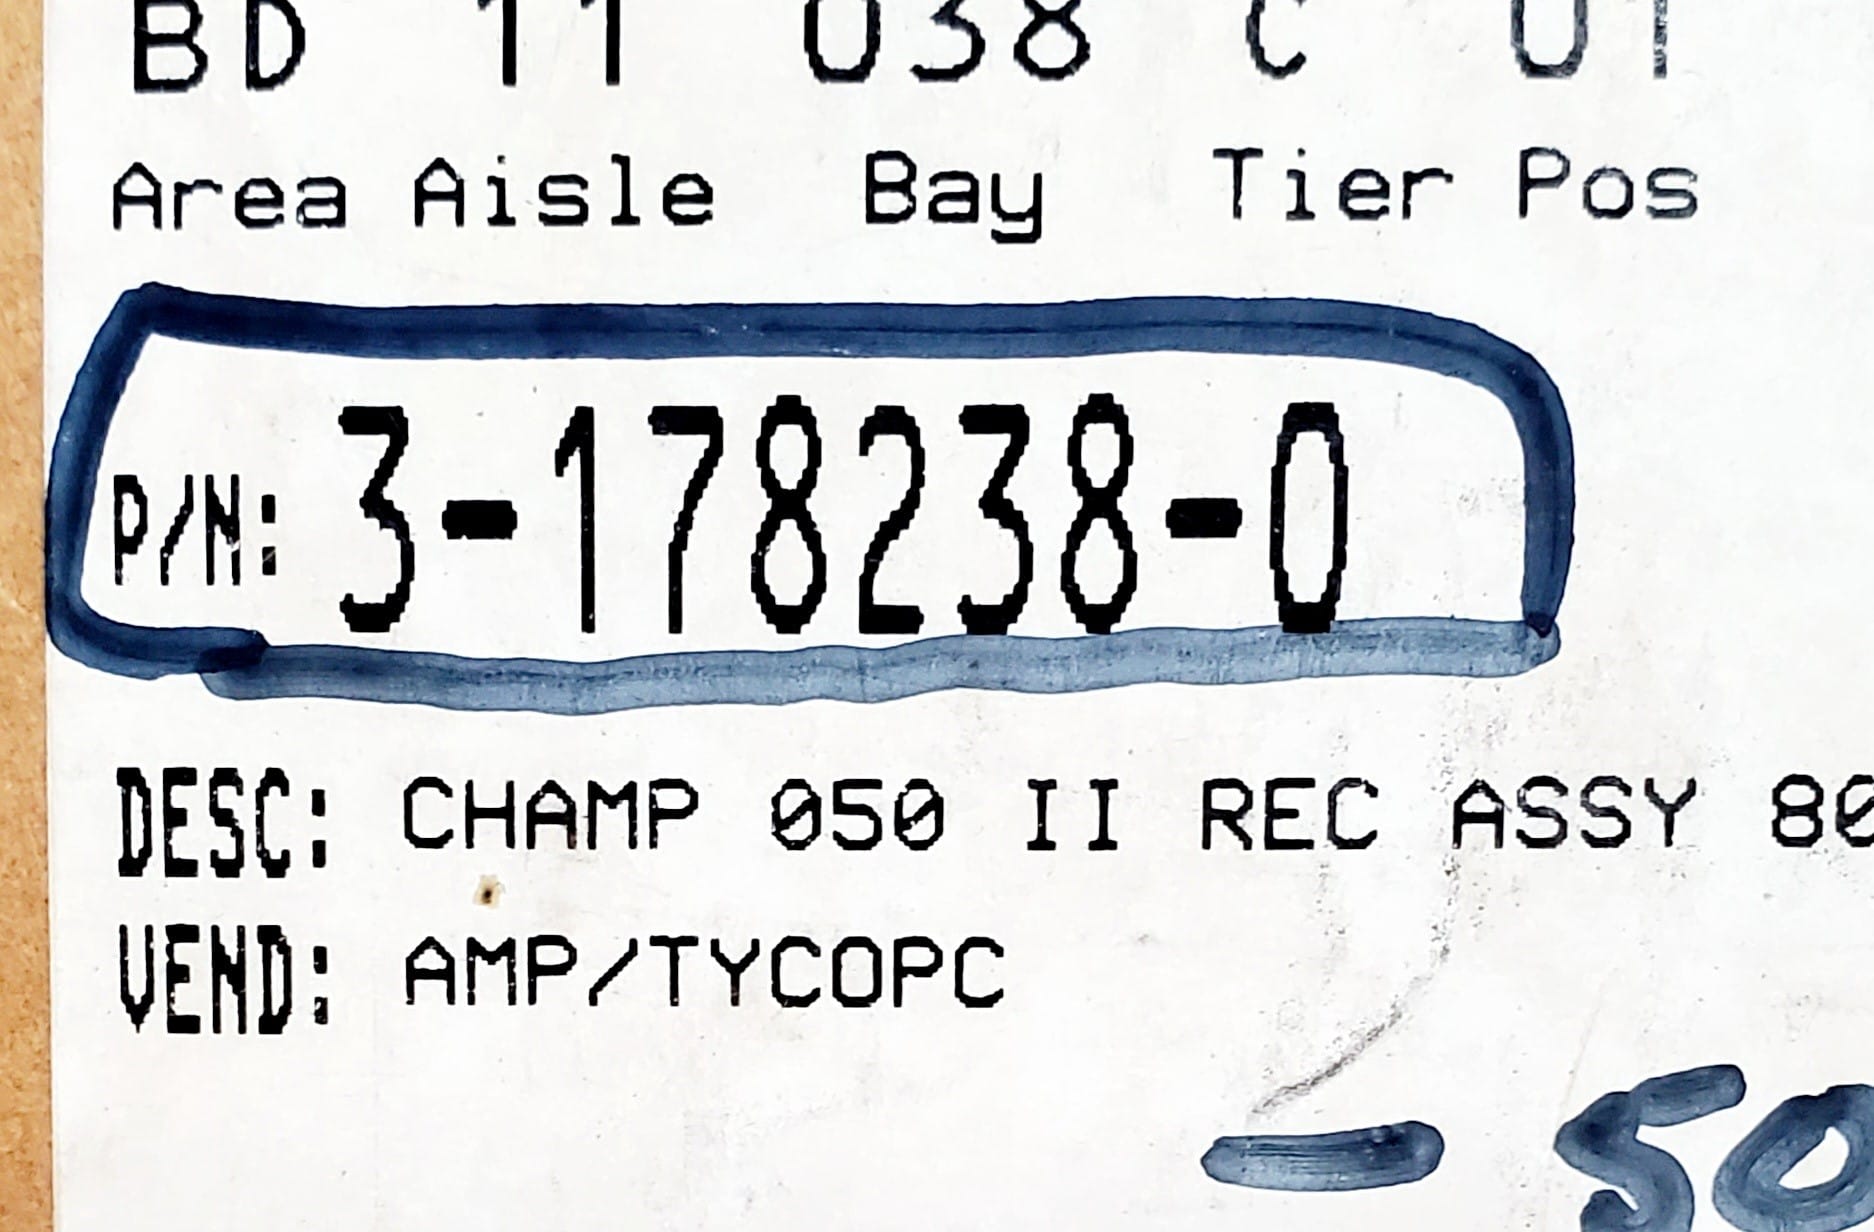 BD 11 038 C 01
Area Aisle Bay Tier Pos
P/N: 3-178238-0
DESC: CHAMP 050 II REC ASSY 80
VEND: AMP/TYCOPC
- 50